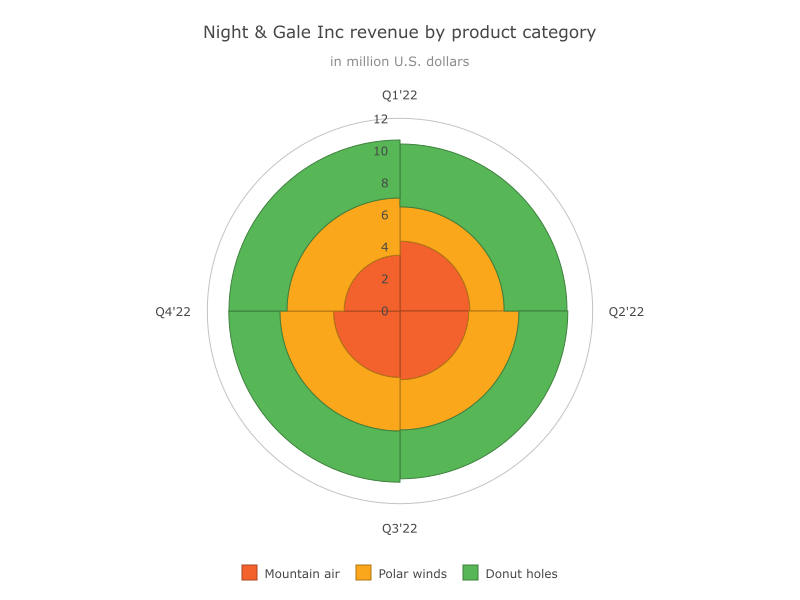 Night & Gale Inc revenue by product category
in million U.S. dollars
Q1'22
12
10
8
6
4
2
0
Q4'22
Q2'22
Q3'22
Mountain air
Polar winds
Donut holes